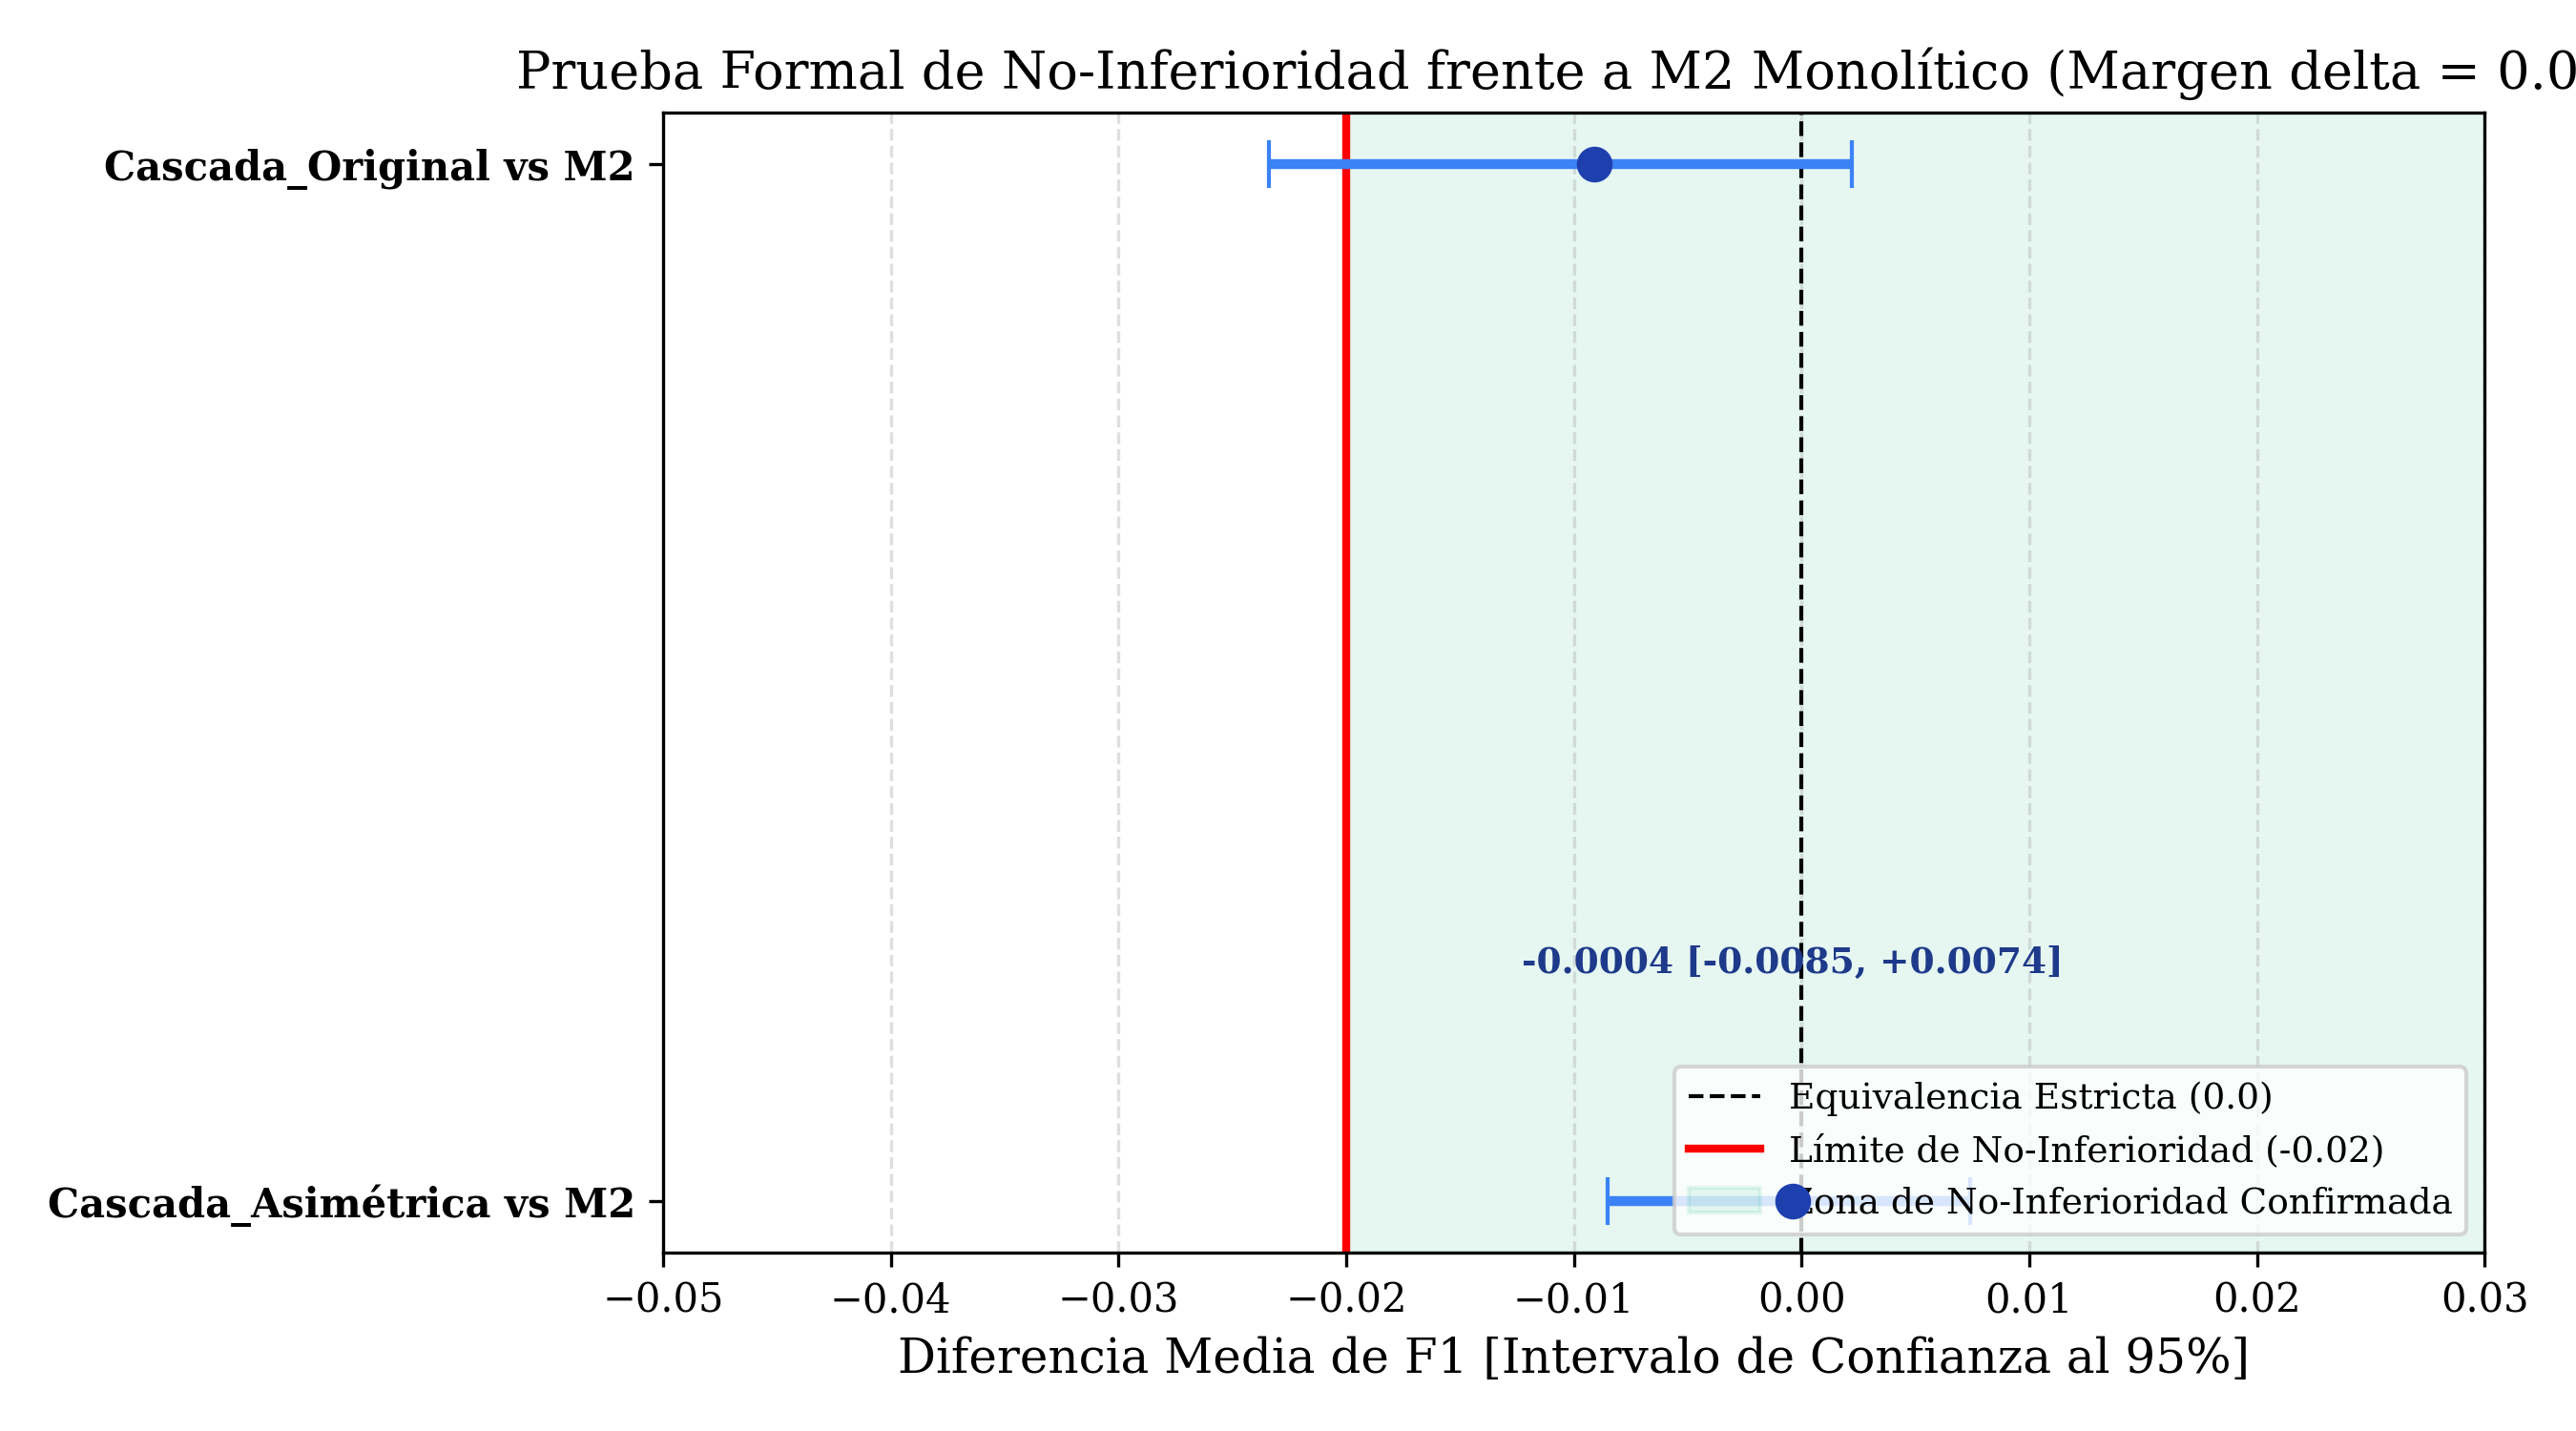 Prueba Formal de No-Inferioridad frente a M2 Monolítico (Margen delta = 0.0
Cascada_Original vs M2
-0.0004 [-0.0085, +0.0074]
Equivalencia Estricta (0.0)
Límite de No-Inferioridad (-0.02)
Zona de No-Inferioridad Confirmada
Cascada_Asimétrica vs M2
−0.05 −0.04 −0.03 −0.02 −0.01 0.00 0.01 0.02 0.03
Diferencia Media de F1 [Intervalo de Confianza al 95%]